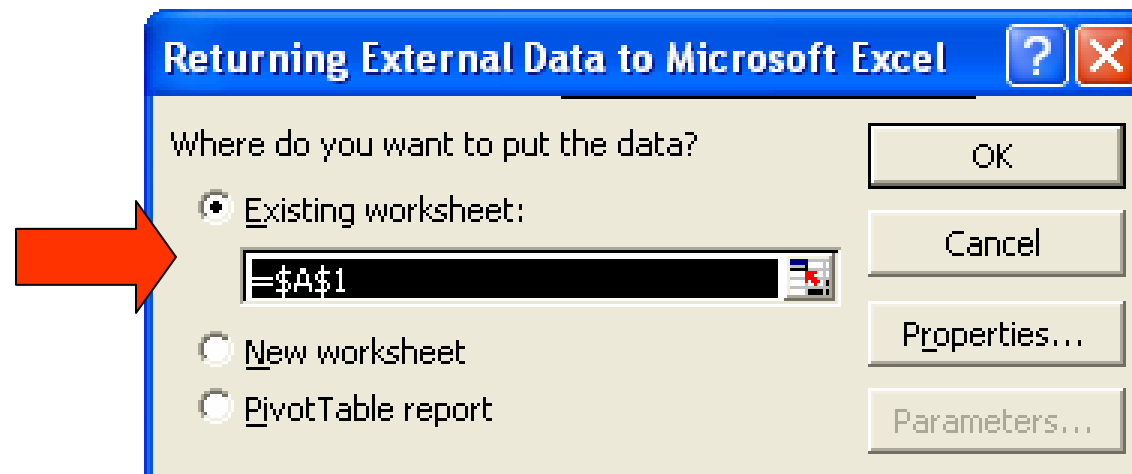 Returning External Data to Microsoft Excel
Where do you want to put the data?
OK
Existing worksheet:
Cancel
=$A$1
Properties...
New worksheet
PivotTable report
Parameters...